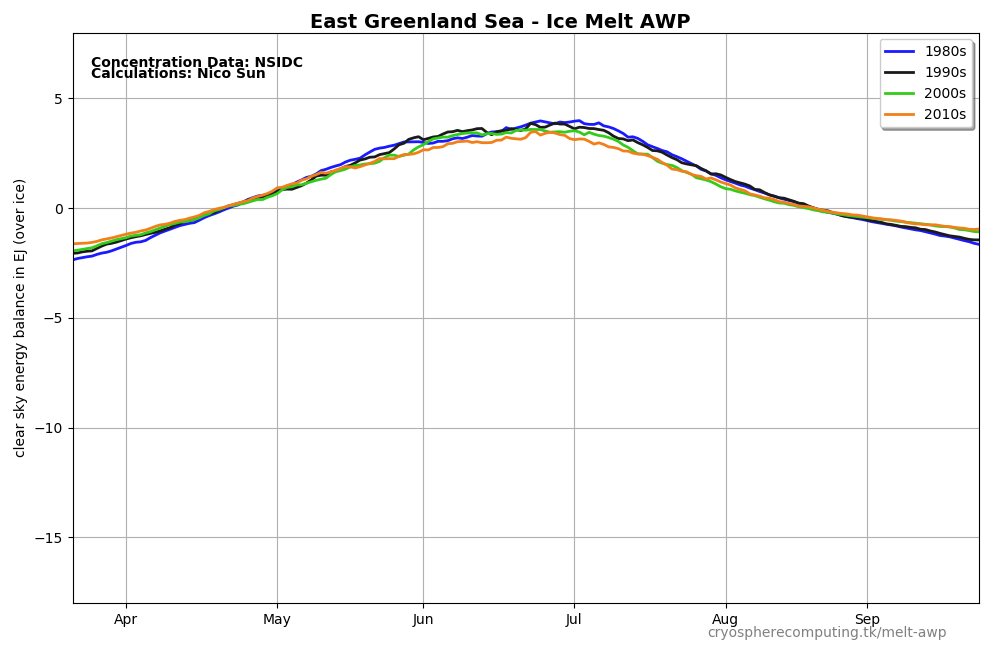 East Greenland Sea - Ice Melt AWP
Concentration Data: NSIDC
Calculations: Nico Sun
1980s
1990s
2000s
2010s
clear sky energy balance in EJ (over ice)
5
0
−5
−10
−15
Apr May Jun Jul Aug Sep
cryospherecomputing.tk/melt-awp